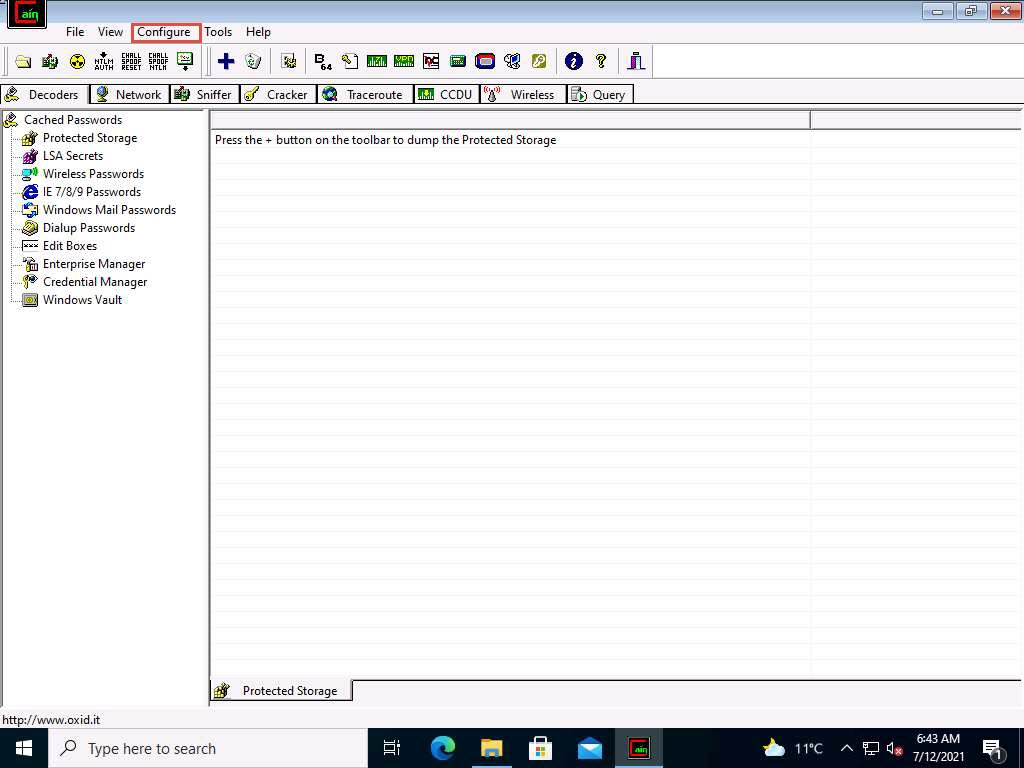 Cain
File View Configure Tools Help
NTLM AUTH
CHALL SPOOF RESET
CHALL SPOOF NTLM
B64
VPN
Decoders Network Sniffer Cracker Traceroute CCDU Wireless Query
Cached Passwords
Protected Storage
LSA Secrets
Wireless Passwords
IE 7/8/9 Passwords
Windows Mail Passwords
Dialup Passwords
Edit Boxes
Enterprise Manager
Credential Manager
Windows Vault
Press the + button on the toolbar to dump the Protected Storage
Protected Storage
http://www.oxid.it
Type here to search
Cain
11°C
6:43 AM
7/12/2021
1